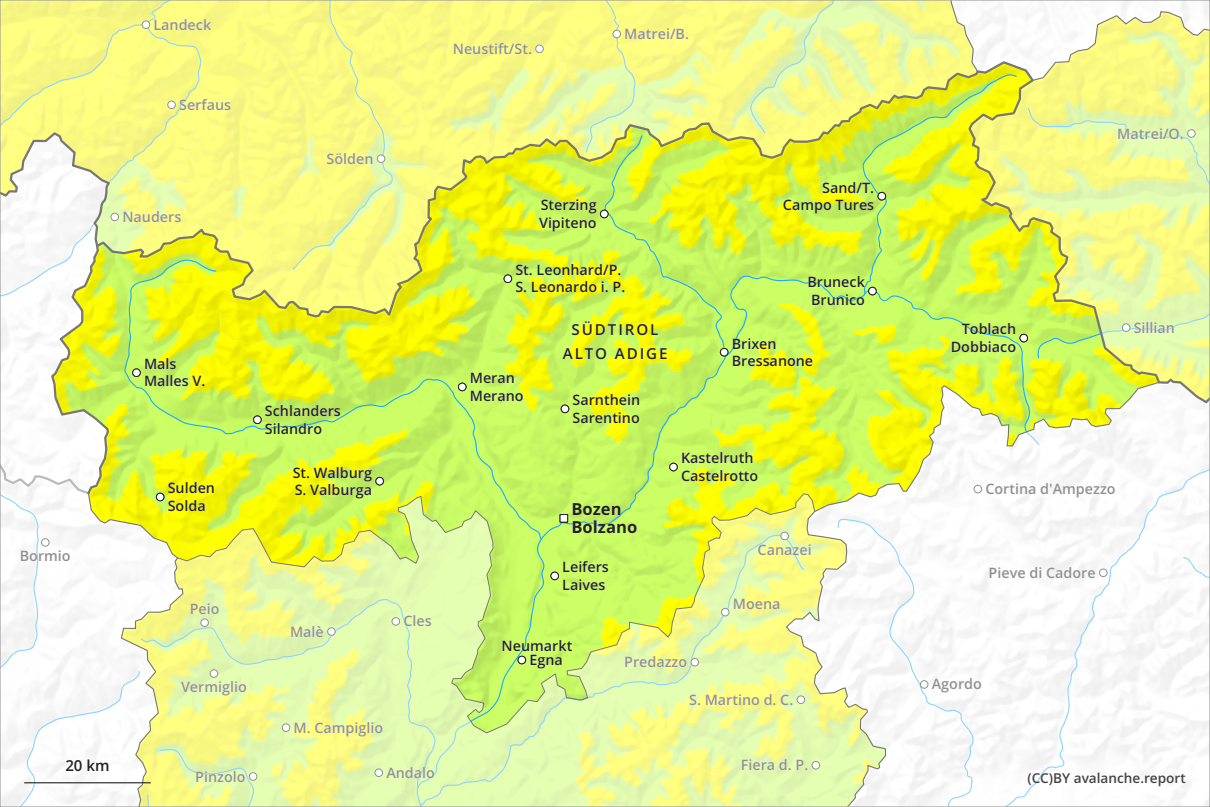 Landeck
Matrei/B.
Neustift/St.
Serfaus
Matrei/O.
Sölden
Sand/T.
Campo Tures
Sterzing
Vipiteno
Nauders
St. Leonhard/P.
S. Leonardo i. P.
Bruneck
Brunico
SÜDTIROL
ALTO ADIGE
Toblach
Dobbiaco
Sillian
Brixen
Bressanone
Mals
Malles V.
Meran
Merano
Sarnthein
Sarentino
Schlanders
Silandro
Kastelruth
Castelrotto
St. Walburg
S. Valburga
Sulden
Solda
Cortina d'Ampezzo
Bozen
Bolzano
Bormio
Canazei
Leifers
Laives
Pieve di Cadore
Peio
Moena
Cles
Malè
Neumarkt
Egna
Predazzo
Vermiglio
Agordo
S. Martino d. C.
M. Campiglio
20 km
Pinzolo
Andalo
Fiera d. P.
(CC)BY avalanche.report